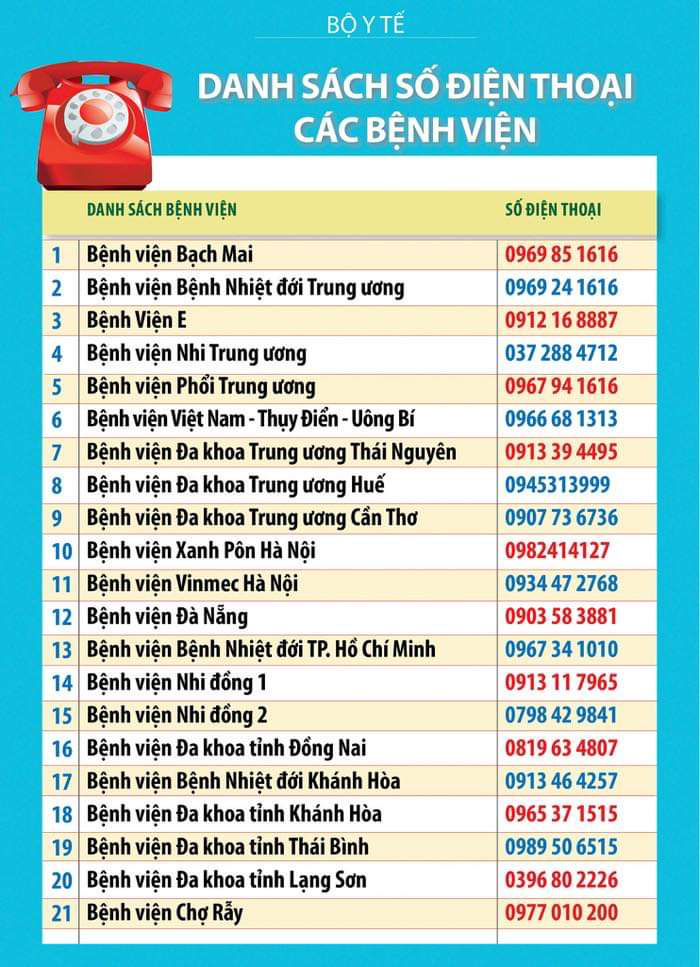 BỘ Y TẾ
DANH SÁCH SỐ ĐIỆN THOẠI
CÁC BỆNH VIỆN
DANH SÁCH BỆNH VIỆN SỐ ĐIỆN THOẠI
1 Bệnh viện Bạch Mai 0969 85 1616
2 Bệnh viện Bệnh Nhiệt đới Trung ương 0969 24 1616
3 Bệnh Viện E 0912 16 8887
4 Bệnh viện Nhi Trung ương 037 288 4712
5 Bệnh viện Phổi Trung ương 0967 94 1616
6 Bệnh viện Việt Nam - Thụy Điển - Uông Bí 0966 68 1313
7 Bệnh viện Đa khoa Trung ương Thái Nguyên 0913 39 4495
8 Bệnh viện Đa khoa Trung ương Huế 0945313999
9 Bệnh viện Đa khoa Trung ương Cần Thơ 0907 73 6736
10 Bệnh viện Xanh Pôn Hà Nội 0982414127
11 Bệnh viện Vinmec Hà Nội 0934 47 2768
12 Bệnh viện Đà Nẵng 0903 58 3881
13 Bệnh viện Bệnh Nhiệt đới TP. Hồ Chí Minh 0967 34 1010
14 Bệnh viện Nhi đồng 1 0913 11 7965
15 Bệnh viện Nhi đồng 2 0798 42 9841
16 Bệnh viện Đa khoa tỉnh Đồng Nai 0819 63 4807
17 Bệnh viện Bệnh Nhiệt đới Khánh Hòa 0913 46 4257
18 Bệnh viện Đa khoa tỉnh Khánh Hòa 0965 37 1515
19 Bệnh viện Đa khoa tỉnh Thái Bình 0989 50 6515
20 Bệnh viện Đa khoa tỉnh Lạng Sơn 0396 80 2226
21 Bệnh viện Chợ Rẫy 0977 010 200